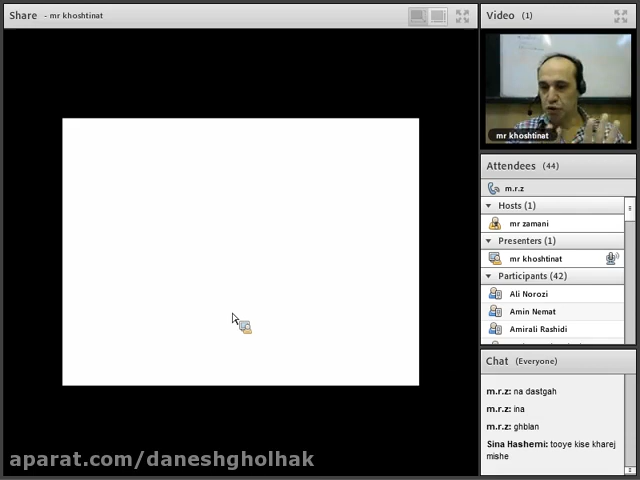 Share - mr khoshtinat
Video (1)
mr khoshtinat
Attendees (44)
m.r.z
Hosts (1)
mr zamani
Presenters (1)
mr khoshtinat
Participants (42)
Ali Norozi
Amin Nemat
Amirali Rashidi
Chat (Everyone)
m.r.z: na dastgah
m.r.z: ina
m.r.z: ghblan
Sina Hashemi: tooye kise kharej
mishe
aparat.com/daneshgholhak